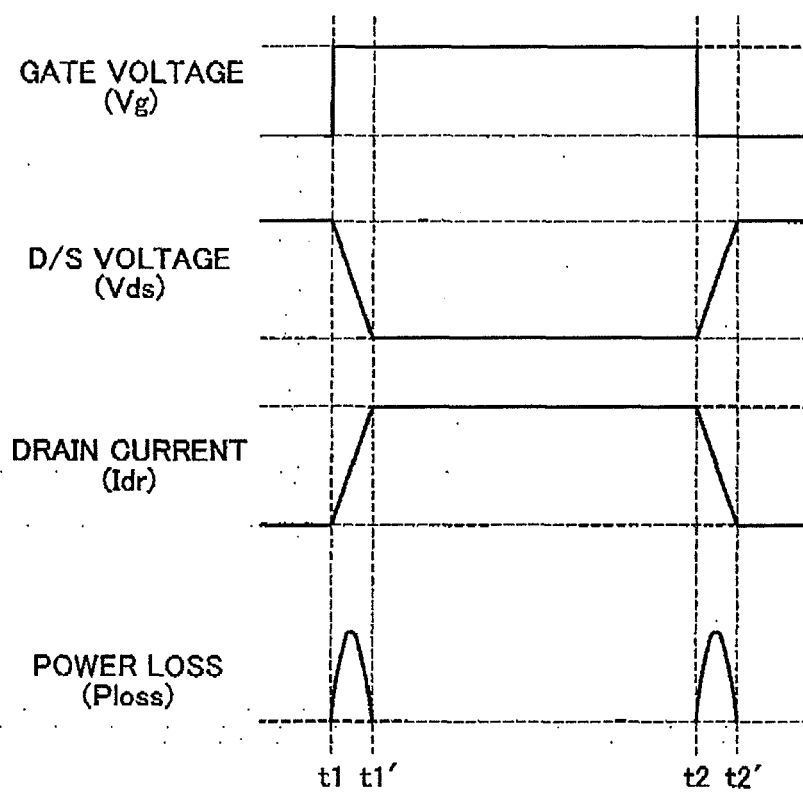 GATE VOLTAGE
(Vg)
D/S VOLTAGE
(Vds)
DRAIN CURRENT
(Idr)
POWER LOSS
(Ploss)
t1 t1′ t2 t2′